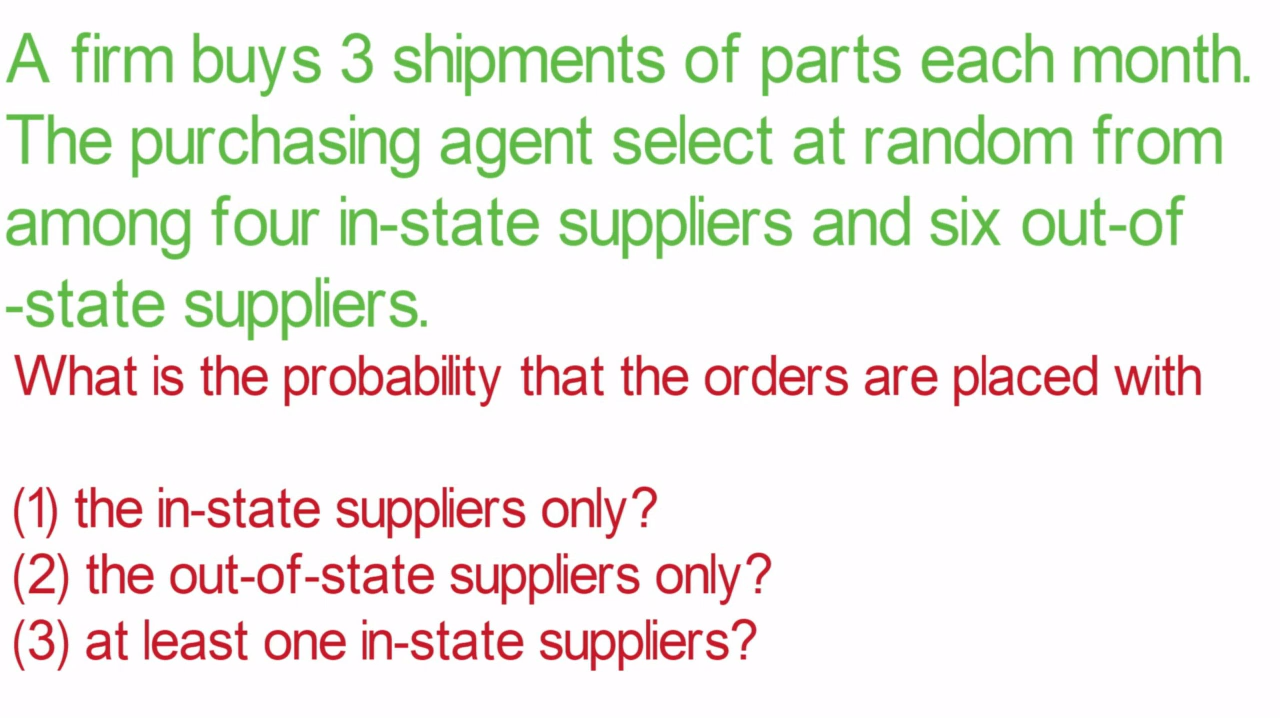 A firm buys 3 shipments of parts each month.
The purchasing agent select at random from
among four in-state suppliers and six out-of
-state suppliers.
What is the probability that the orders are placed with
(1) the in-state suppliers only?
(2) the out-of-state suppliers only?
(3) at least one in-state suppliers?